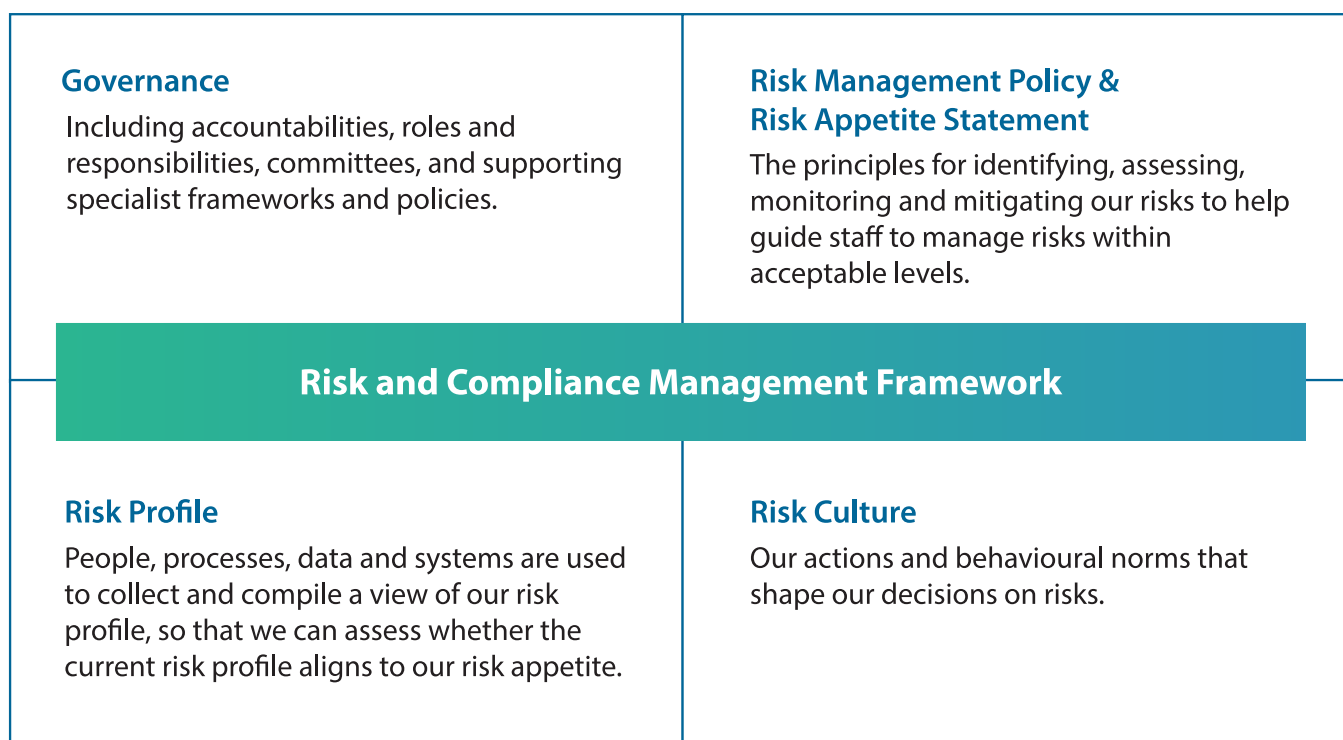 Governance
Including accountabilities, roles and
responsibilities, committees, and supporting
specialist frameworks and policies.
Risk Management Policy &
Risk Appetite Statement
The principles for identifying, assessing,
monitoring and mitigating our risks to help
guide staff to manage risks within
acceptable levels.
Risk and Compliance Management Framework
Risk Profile
People, processes, data and systems are used
to collect and compile a view of our risk
profile, so that we can assess whether the
current risk profile aligns to our risk appetite.
Risk Culture
Our actions and behavioural norms that
shape our decisions on risks.